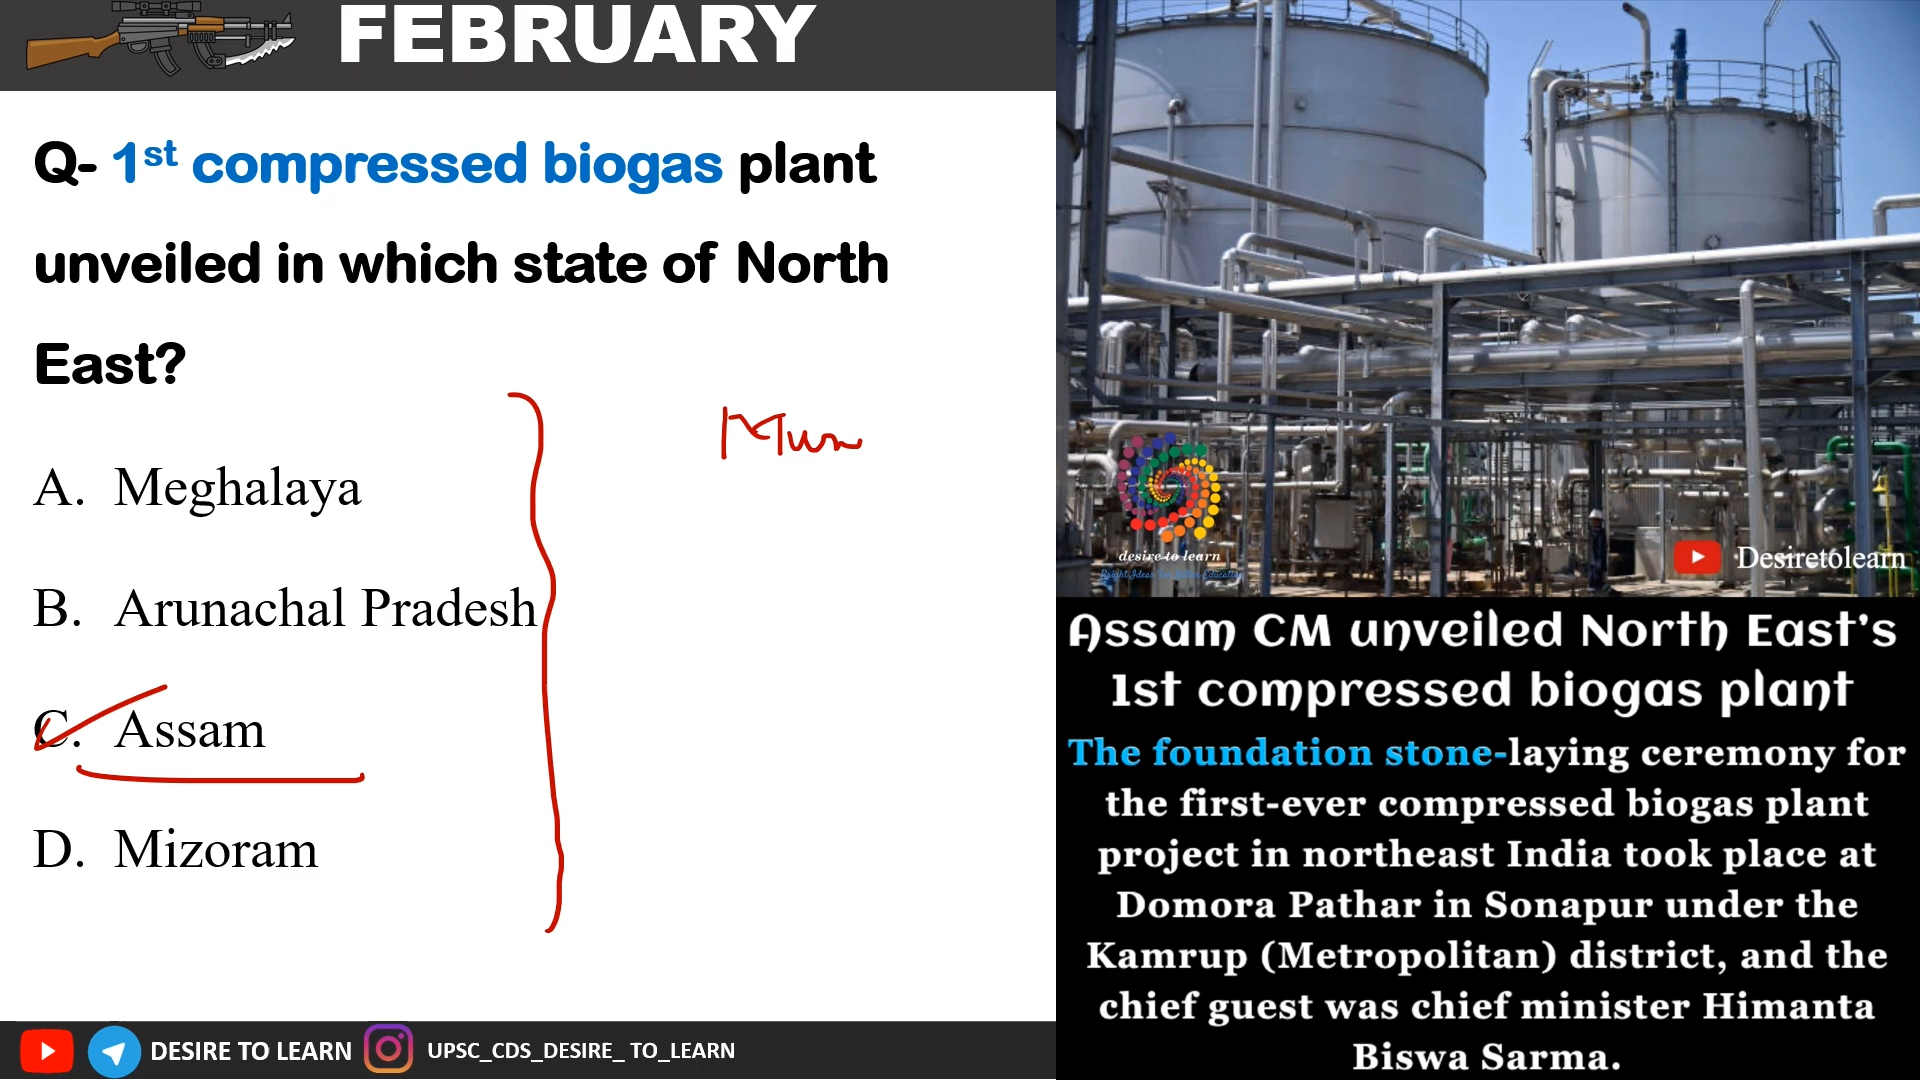 FEBRUARY
Q- 1st compressed biogas plant
unveiled in which state of North
East?
A. Meghalaya
B. Arunachal Pradesh
C. Assam
D. Mizoram
DESIRE TO LEARN
UPSC_CDS_DESIRE_ TO_LEARN
desire to learn
Desiretolearn
Assam CM unveiled North East's
1st compressed biogas plant
The foundation stone-laying ceremony for
the first-ever compressed biogas plant
project in northeast India took place at
Domora Pathar in Sonapur under the
Kamrup (Metropolitan) district, and the
chief guest was chief minister Himanta
Biswa Sarma.